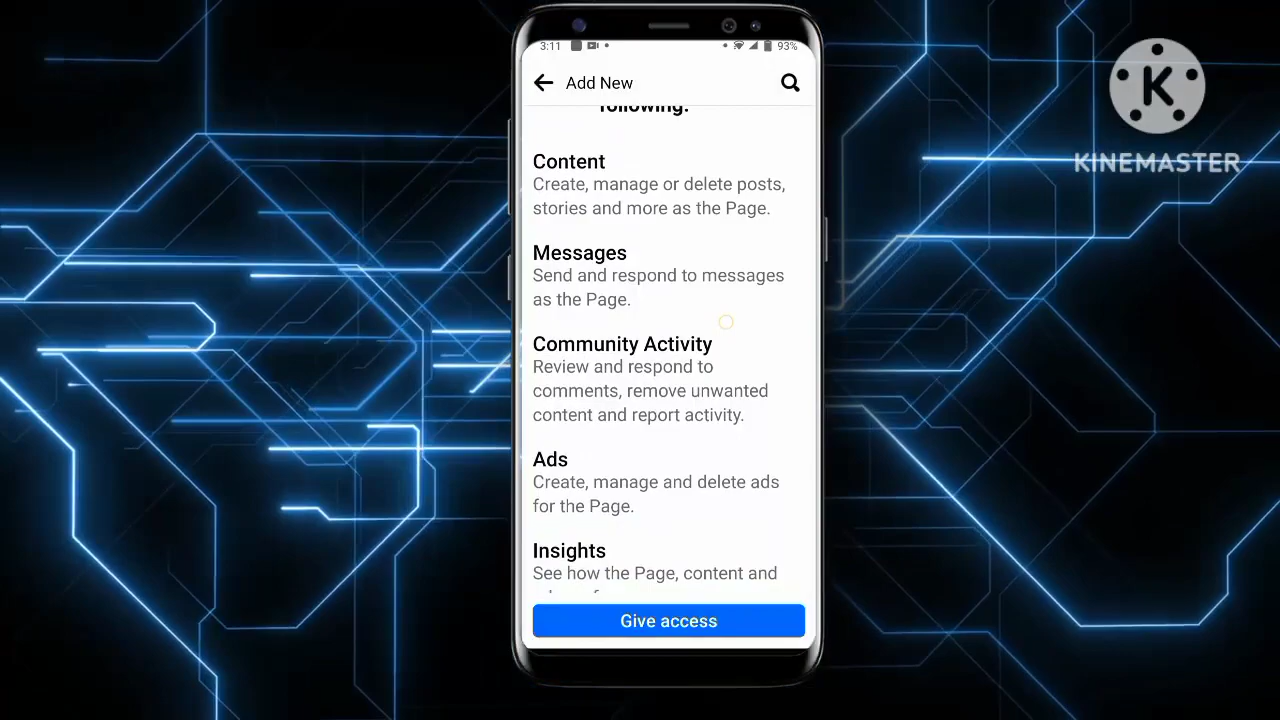 3:11
93%
Add New
following:
Content
Create, manage or delete posts,
stories and more as the Page.
Messages
Send and respond to messages
as the Page.
Community Activity
Review and respond to
comments, remove unwanted
content and report activity.
Ads
Create, manage and delete ads
for the Page.
Insights
See how the Page, content and
Give access
K
KINEMASTER